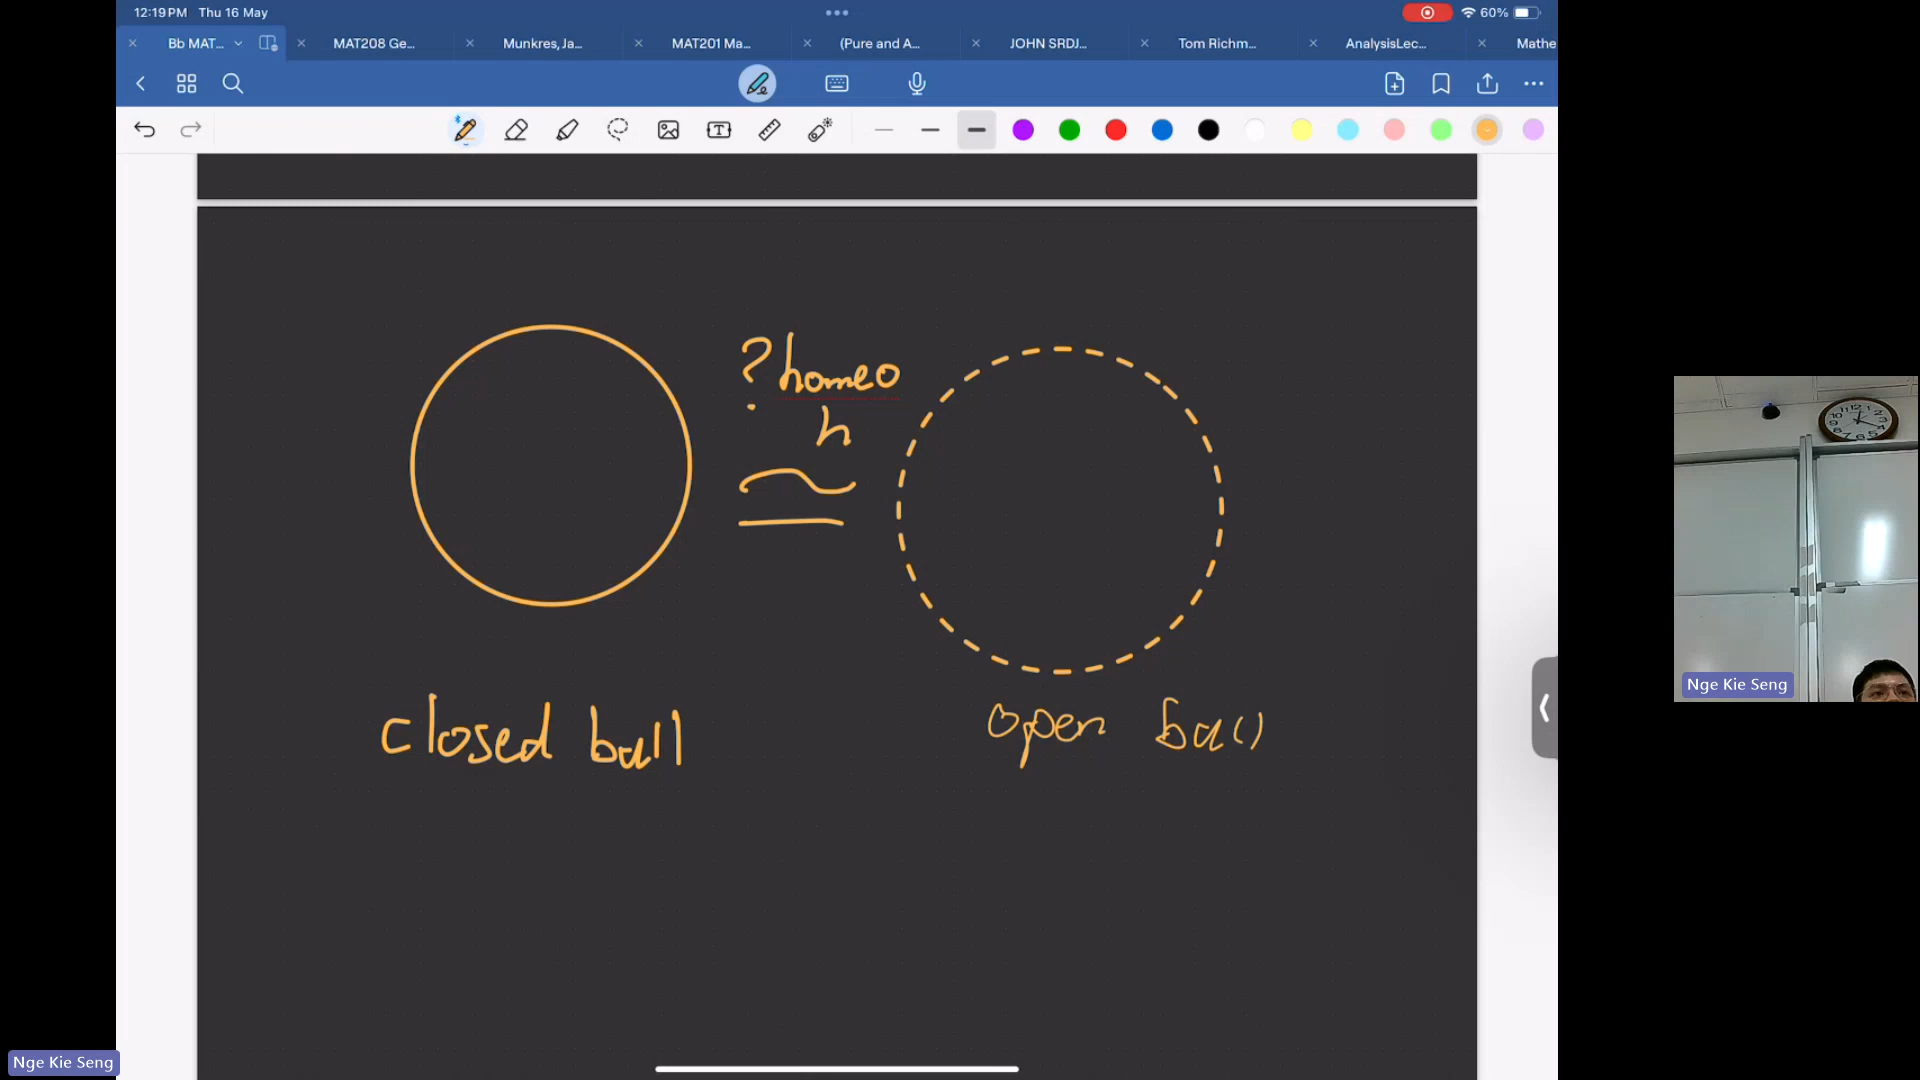 12:19 PM Thu 16 May
60%
Bb MAT...
MAT208 Ge...
Munkres, Ja...
MAT201 Ma...
(Pure and A...
JOHN SRDJ...
Tom Richm...
AnalysisLec...
Mathe
? homeo
h
≅
closed ball
open ball
Nge Kie Seng
Nge Kie Seng